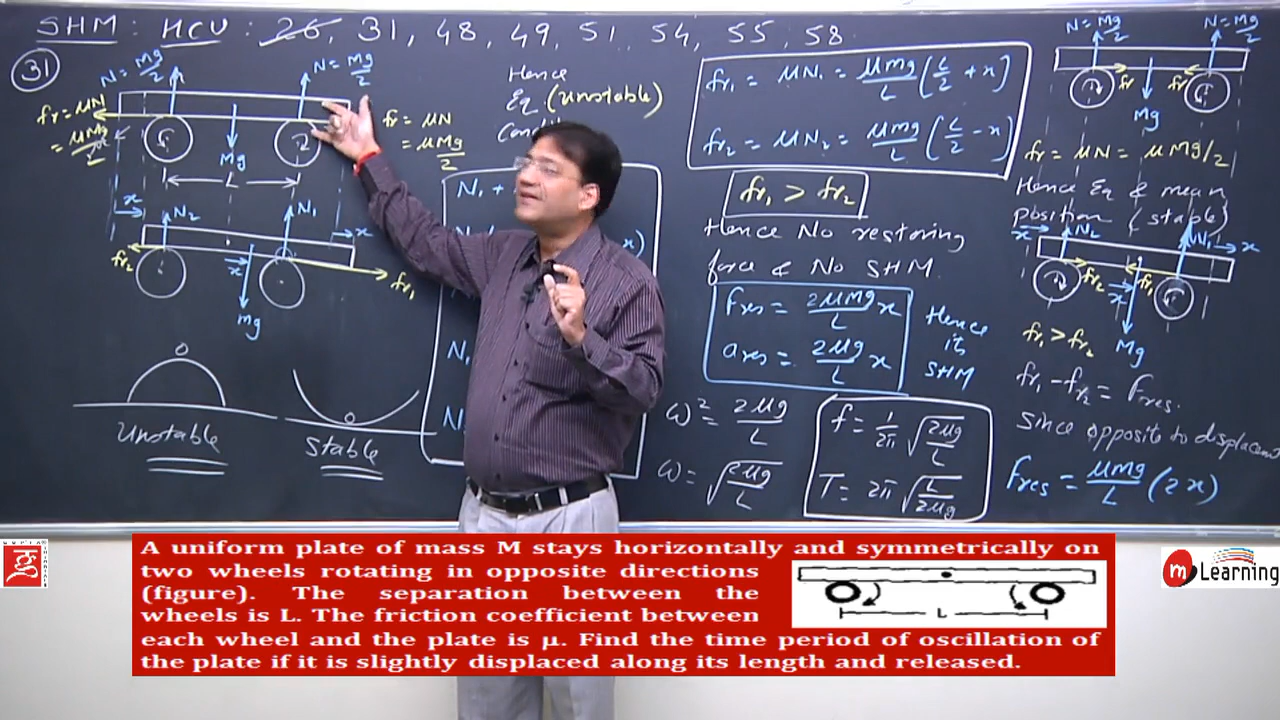 SHM : HCU : 26, 31, 48, 49, 51, 54, 55, 58
31
N = Mg/2
N = Mg/2
fr = μN
= μMg/2
fr = μN
= μMg/2
Mg
L
x
N2
N1
x
fr2
x
fr1
Mg
Unstable
Stable
Hence
Eq. (Unstable)
N1 +
x)
N1
fr1 = μN1 = μmg/L (L/2 + x)
fr2 = μN2 = μmg/L (L/2 - x)
fr1 > fr2
Hence No restoring
force & No SHM.
Fres = 2μMg/L x
ares = 2μg/L x
Hence
it is
SHM
ω² = 2μg/L
ω = √2μg/L
f = 1/2π √2μg/L
T = 2π √L/2μg
N = Mg/2
N = Mg/2
fr
fr
Mg
fr = μN = μMg/2
Hence Eq & mean
position (stable)
x
N2
N1
x
fr2
fr1
x
Mg
fr1 > fr2
fr1 - fr2 = Fres.
Since opposite to displacement
Fres = μMg/L (2x)
A uniform plate of mass M stays horizontally and symmetrically on
two wheels rotating in opposite directions
(figure). The separation between the
wheels is L. The friction coefficient between
each wheel and the plate is μ. Find the time period of oscillation of
the plate if it is slightly displaced along its length and released.
L
m Learning